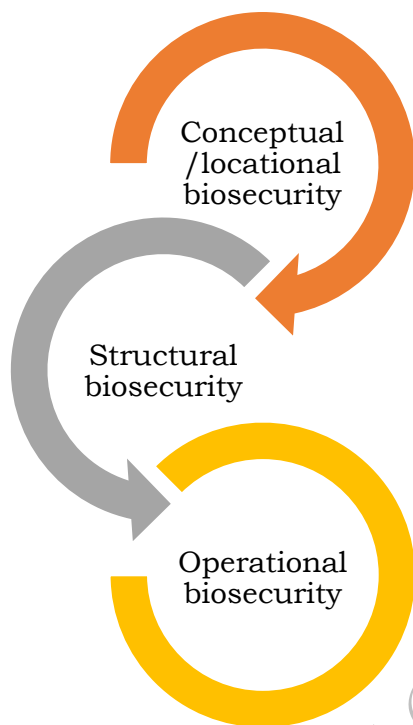 Conceptual
/locational
biosecurity
Structural
biosecurity
Operational
biosecurity